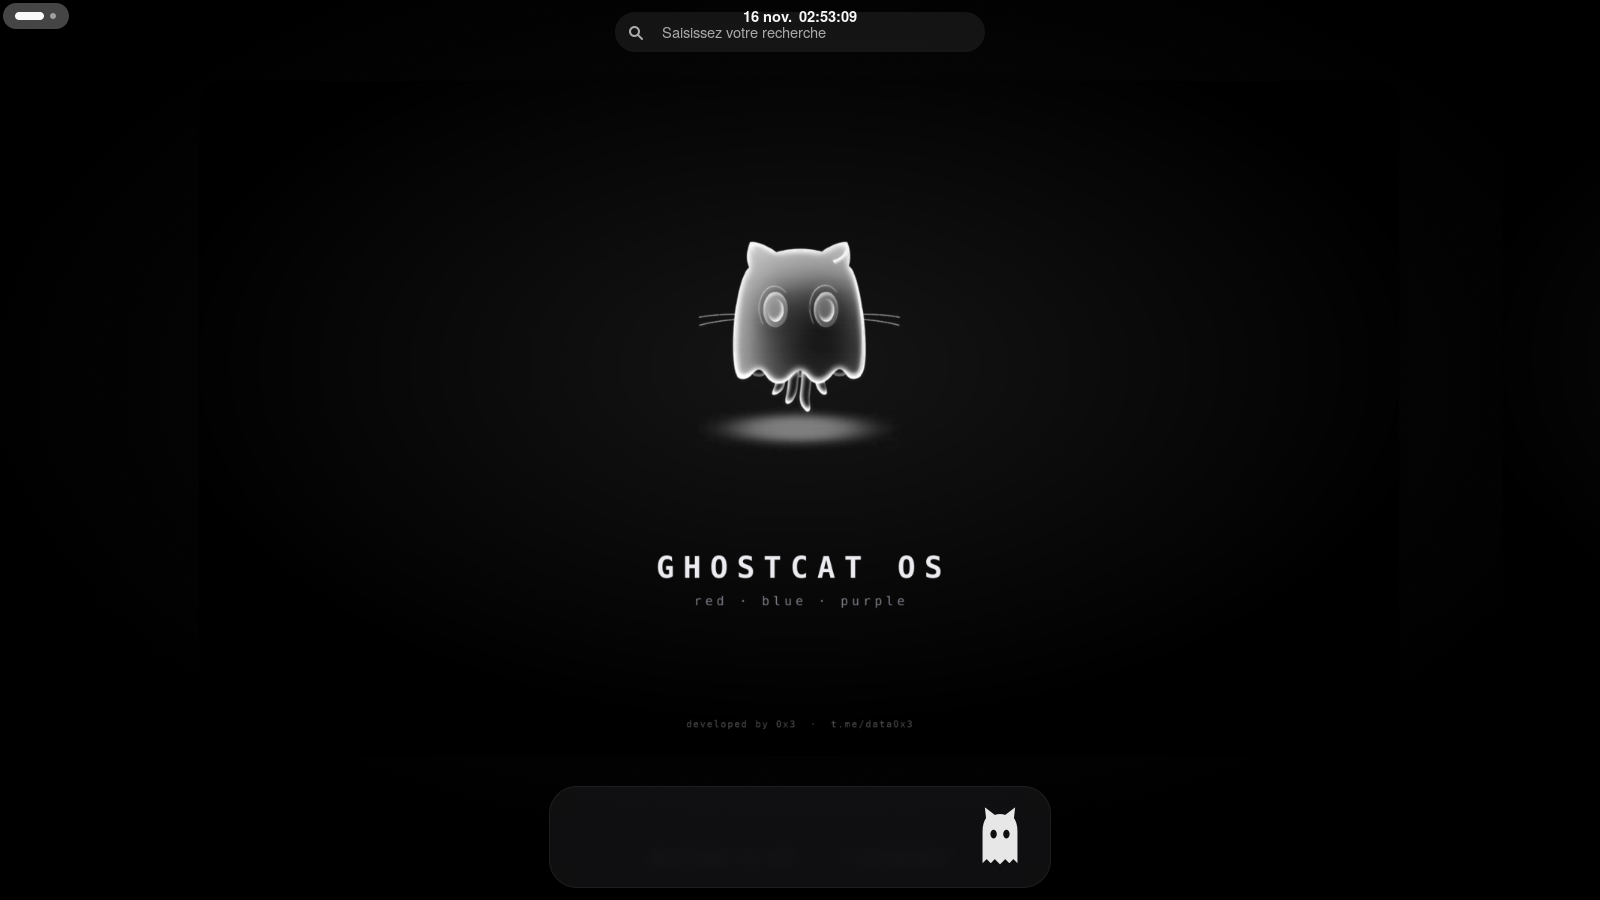 16 nov.  02:53:09
Saisissez votre recherche
GHOSTCAT OS
red · blue · purple
developed by 0x3 · t.me/data0x3